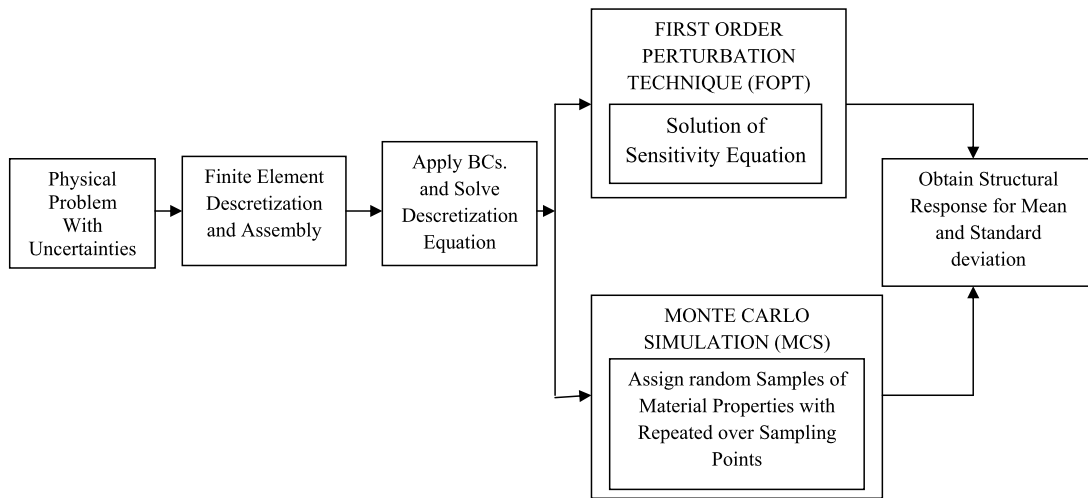 Physical
Problem
With
Uncertainties
Finite Element
Descretization
and Assembly
Apply BCs.
and Solve
Descretization
Equation
FIRST ORDER
PERTURBATION
TECHNIQUE (FOPT)
Solution of
Sensitivity Equation
MONTE CARLO
SIMULATION (MCS)
Assign random Samples of
Material Properties with
Repeated over Sampling
Points
Obtain Structural
Response for Mean
and Standard
deviation